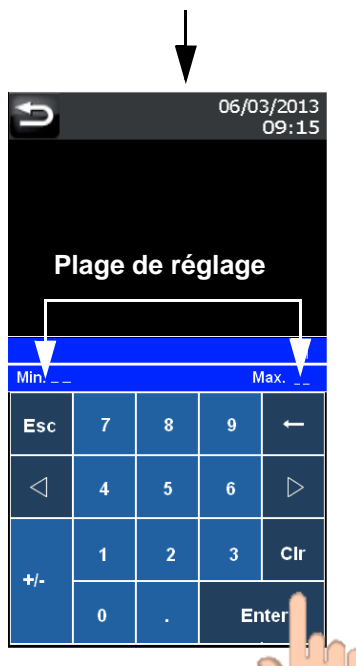 06/03/2013
09:15
Plage de réglage
Min. _ _ Max. _ _
Esc 7 8 9 ←
◁ 4 5 6 ▷
+/- 1 2 3 Clr
0 . Enter